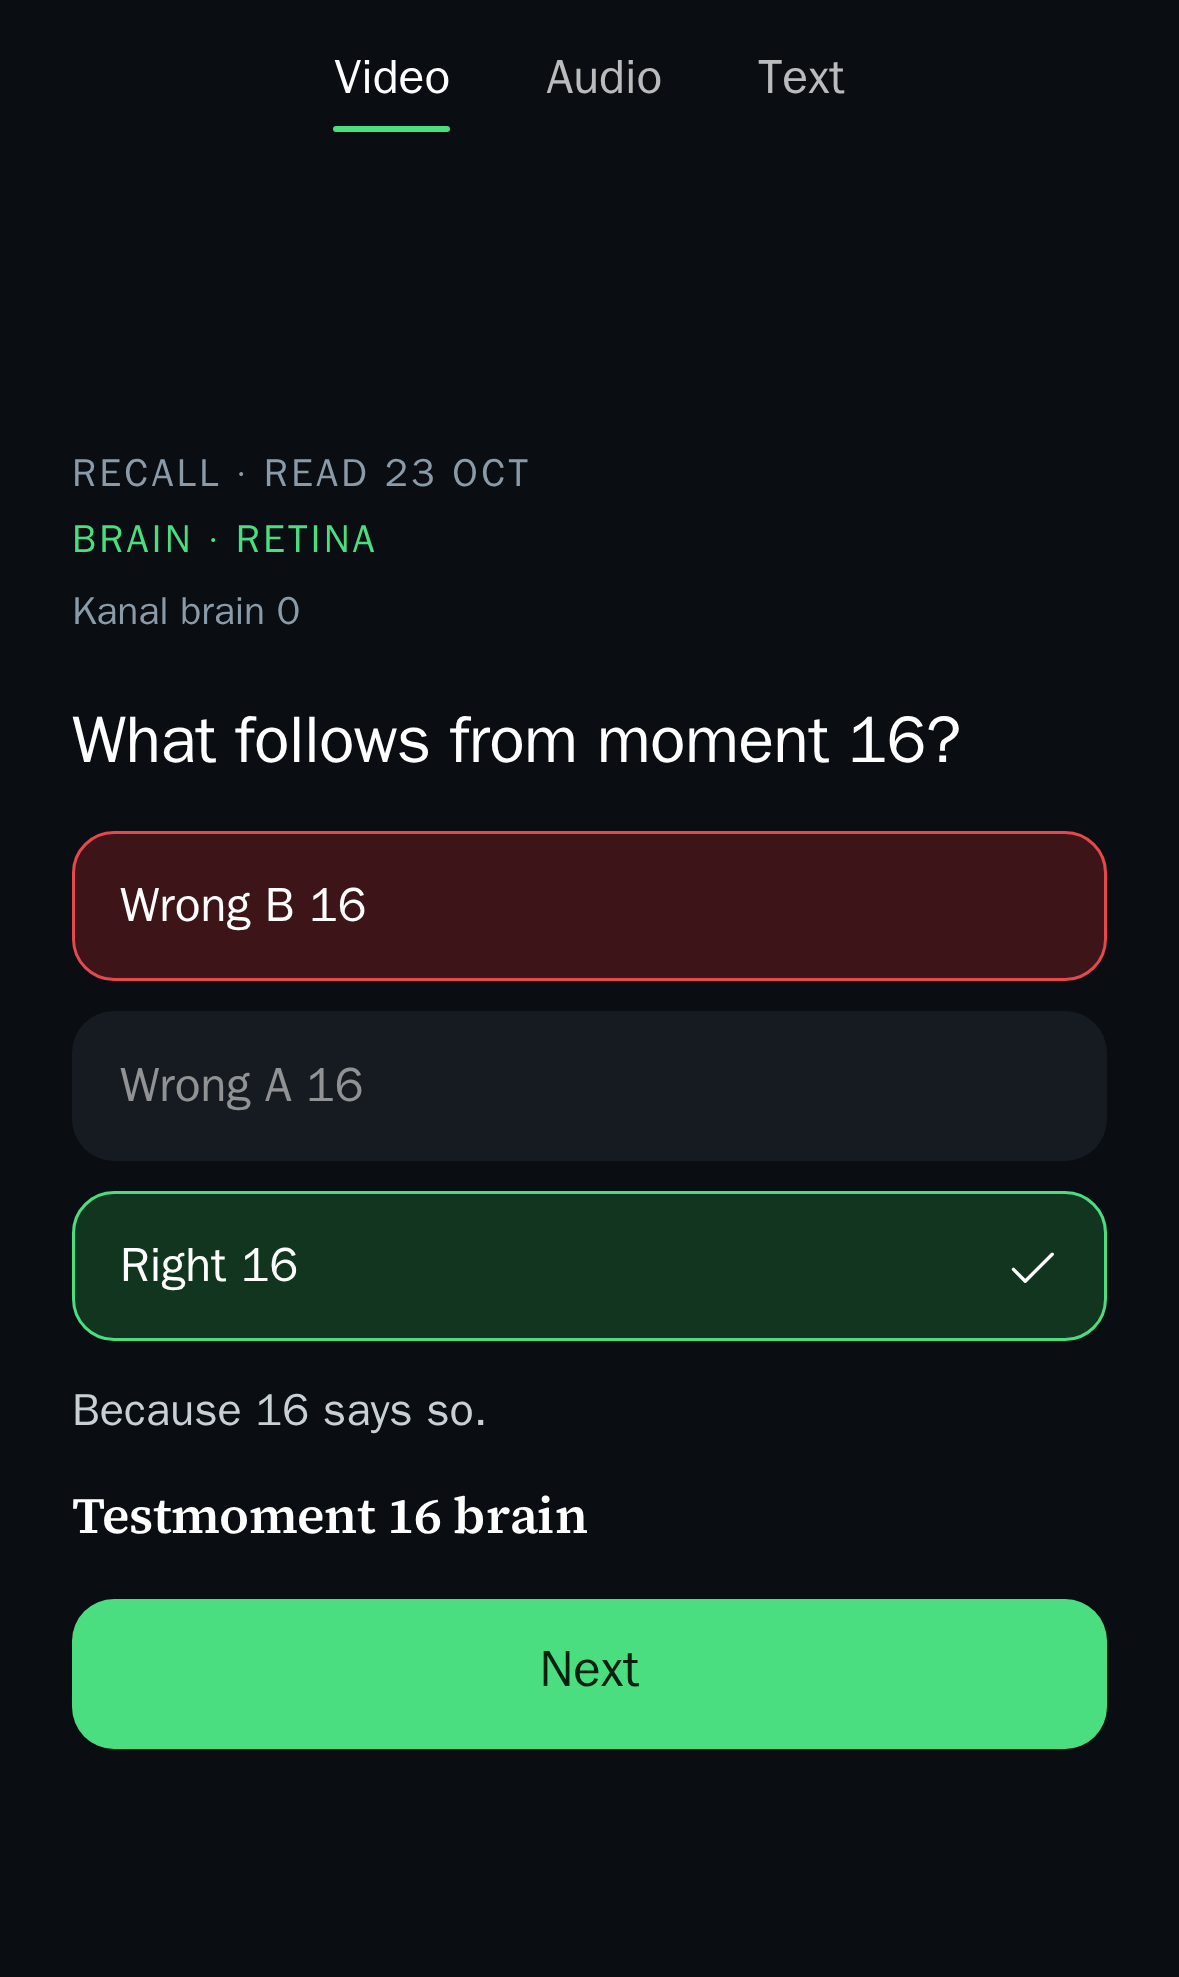 Video Audio Text
RECALL · READ 23 OCT
BRAIN · RETINA
Kanal brain 0
What follows from moment 16?
Wrong B 16
Wrong A 16
Right 16
Because 16 says so.
Testmoment 16 brain
Next